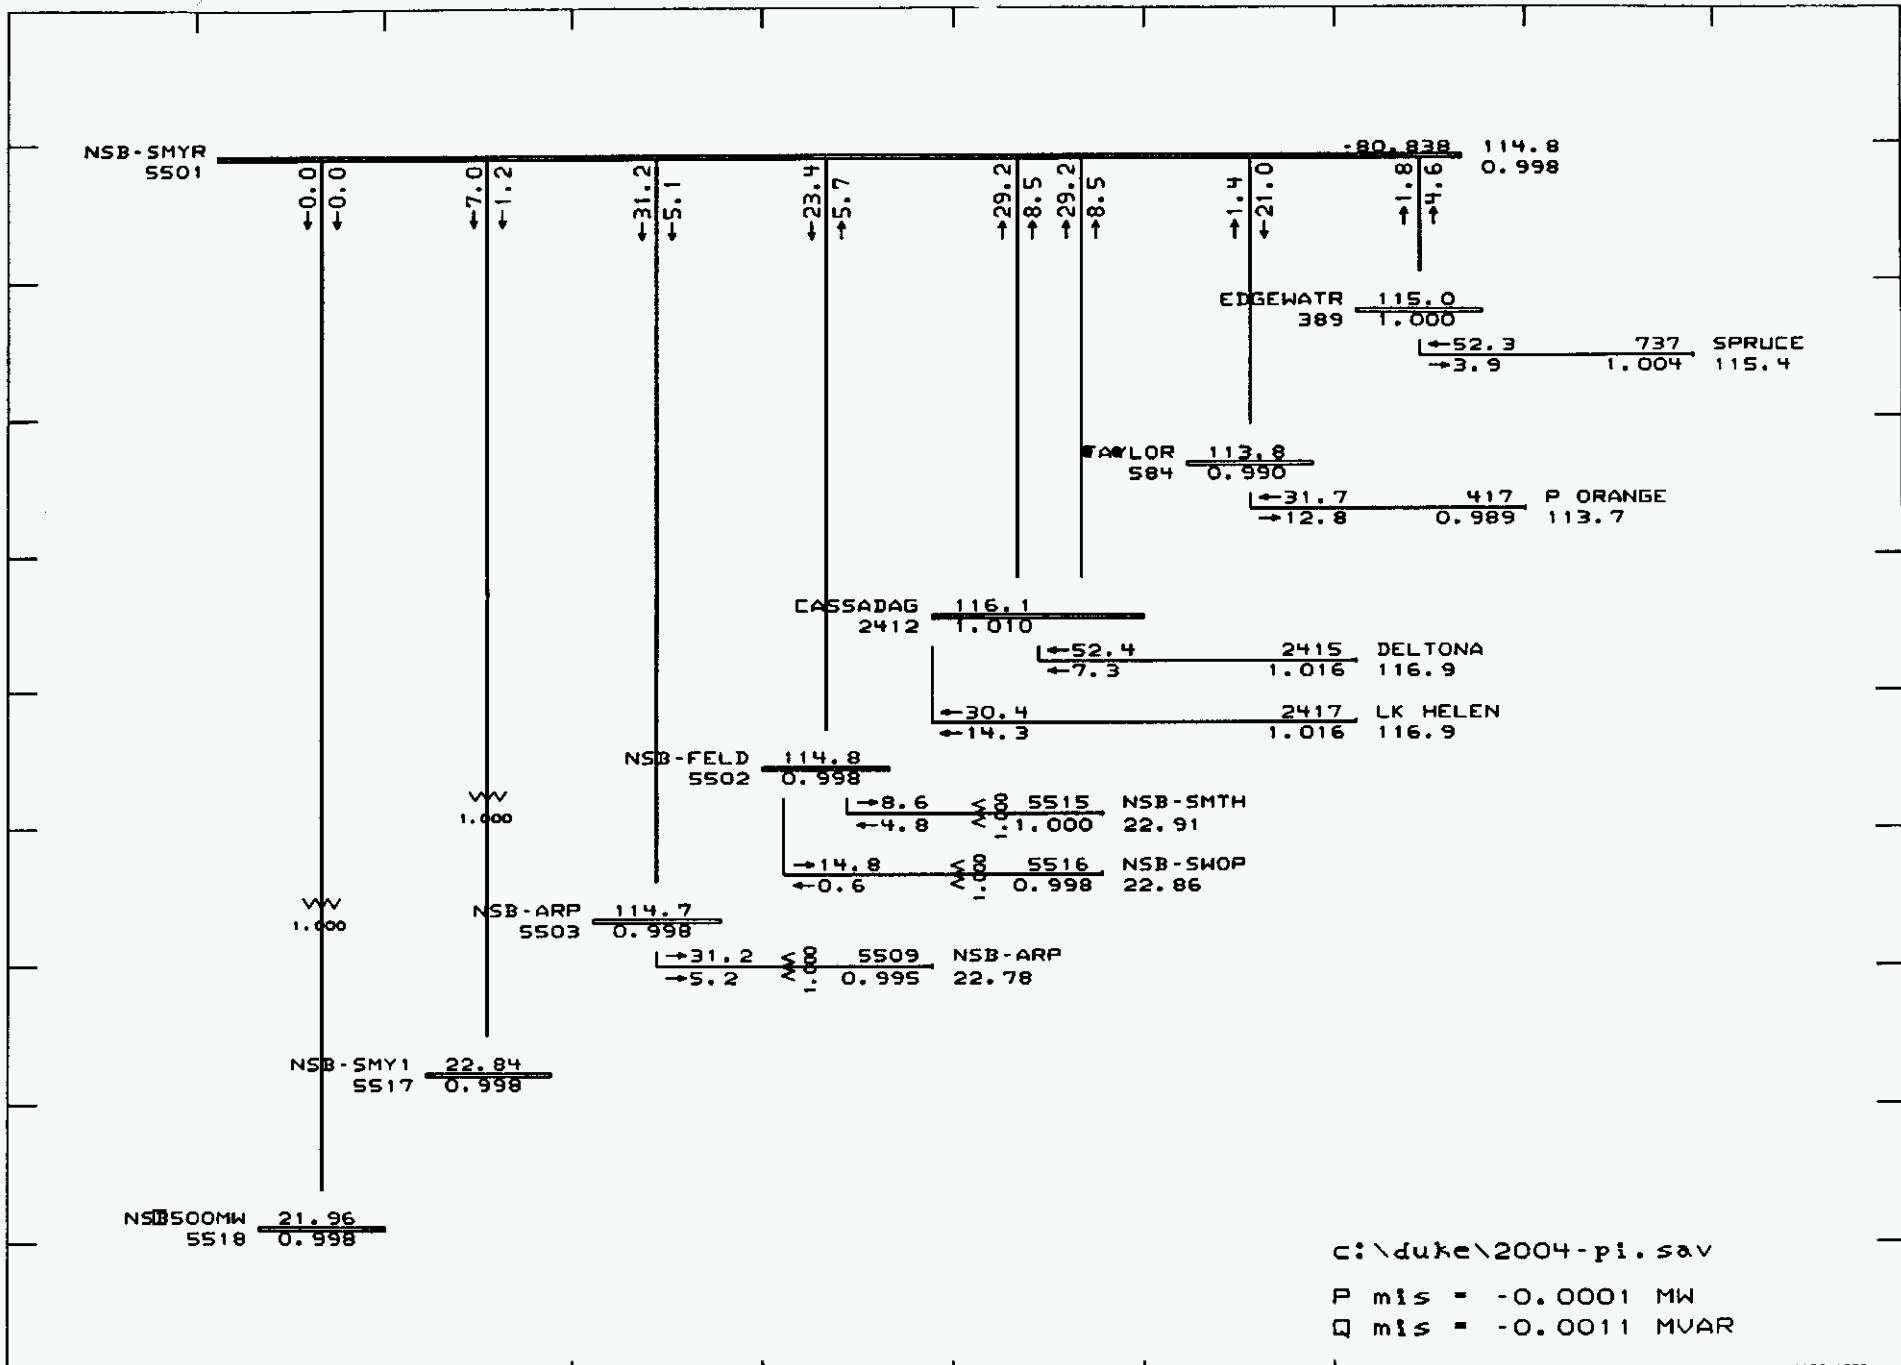 NSB-SMYR
5501
-80.838 114.8
0.998
←0.0
←0.0
←7.0
←1.2
←31.2
←5.1
←23.4
→5.7
→29.2
→8.5
→29.2
→8.5
→1.4
←21.0
→1.8
→4.6
EDGEWATR 115.0
389 1.000
←52.3 737 SPRUCE
→3.9 1.004 115.4
TAYLOR 113.8
584 0.990
←31.7 417 P ORANGE
→12.8 0.989 113.7
CASSADAG 116.1
2412 1.010
←52.4 2415 DELTONA
←7.3 1.016 116.9
←30.4 2417 LK HELEN
←14.3 1.016 116.9
NSB-FELD 114.8
5502 0.998
→8.6 1.000 5515 NSB-SMTH
←4.8 1.000 22.91
→14.8 1.000 5516 NSB-SWOP
←0.6 0.998 22.86
1.000
1.000
NSB-ARP 114.7
5503 0.998
→31.2 1.000 5509 NSB-ARP
→5.2 0.995 22.78
NSB-SMY1 22.84
5517 0.998
NSB500MW 21.96
5518 0.998
c:\duke\2004-pi.sav
P mis = -0.0001 MW
Q mis = -0.0011 MVAR